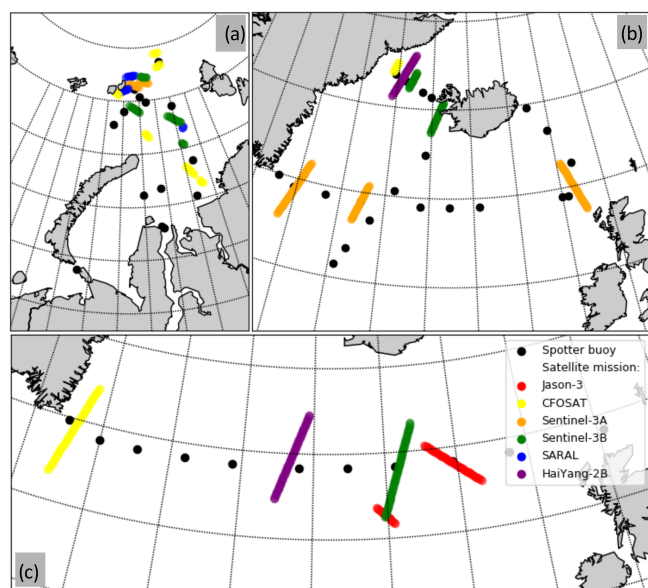 (a)
(b)
Spotter buoy
Satellite mission:
Jason-3
CFOSAT
Sentinel-3A
Sentinel-3B
SARAL
HaiYang-2B
(c)